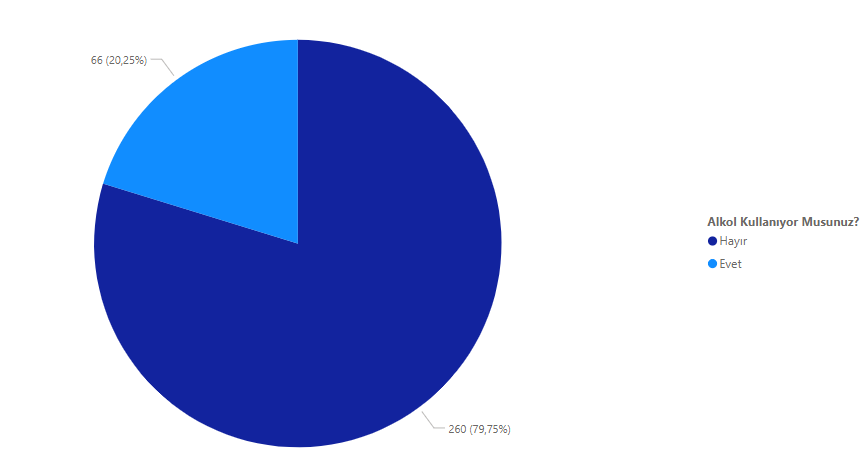 66 (20,25%)
260 (79,75%)
Alkol Kullanıyor Musunuz?
Hayır
Evet